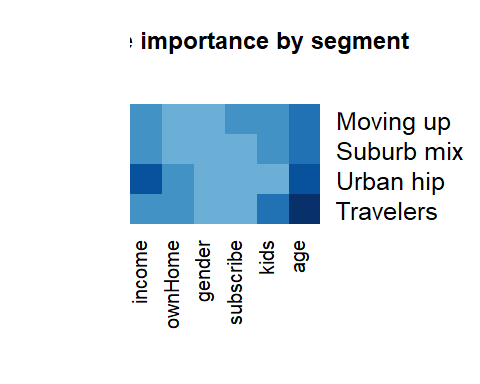 importance by segment
Moving up
Suburb mix
Urban hip
Travelers
income
ownHome
gender
subscribe
kids
age